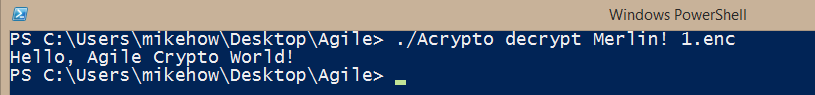 Windows PowerShell
PS C:\Users\mikehow\Desktop\Agile> ./Acrypto decrypt Merlin! 1.enc
Hello, Agile Crypto World!
PS C:\Users\mikehow\Desktop\Agile>